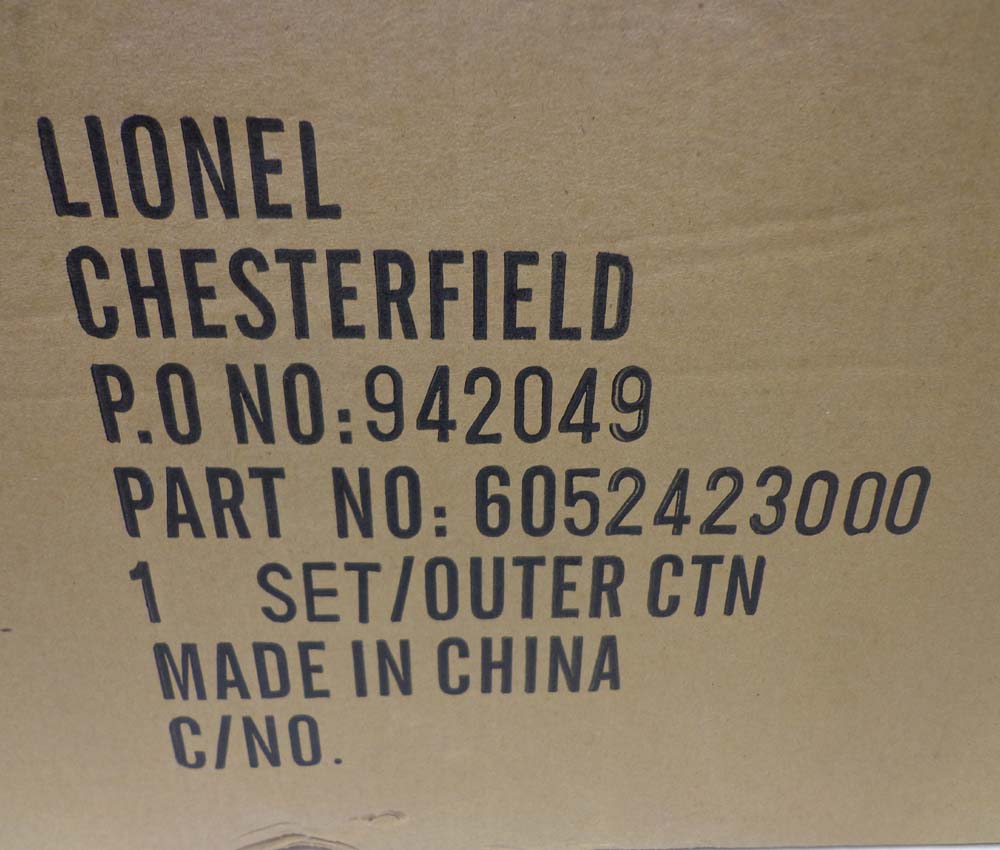 LIONEL
CHESTERFIELD
P.O NO:942049
PART NO: 6052423000
1 SET/OUTER CTN
MADE IN CHINA
C/NO.